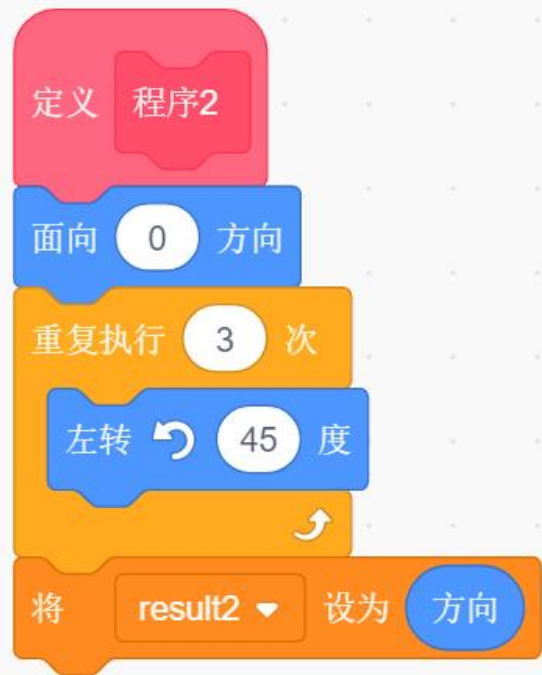 定义 程序2
面向 0 方向
重复执行 3 次
左转 45 度
将 result2 设为 方向